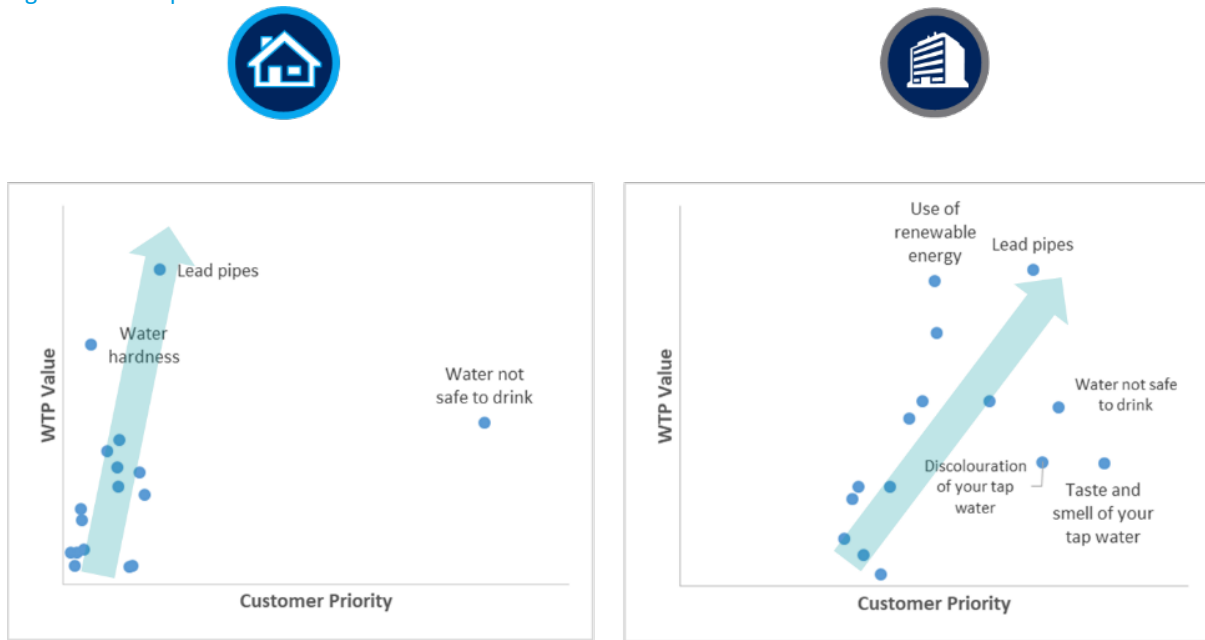 Lead pipes
Water
hardness
Water not
safe to drink
WTP Value
Customer Priority
Use of
renewable
energy
Lead pipes
Water not safe
to drink
Discolouration
of your tap
water
Taste and
smell of your
tap water
WTP Value
Customer Priority